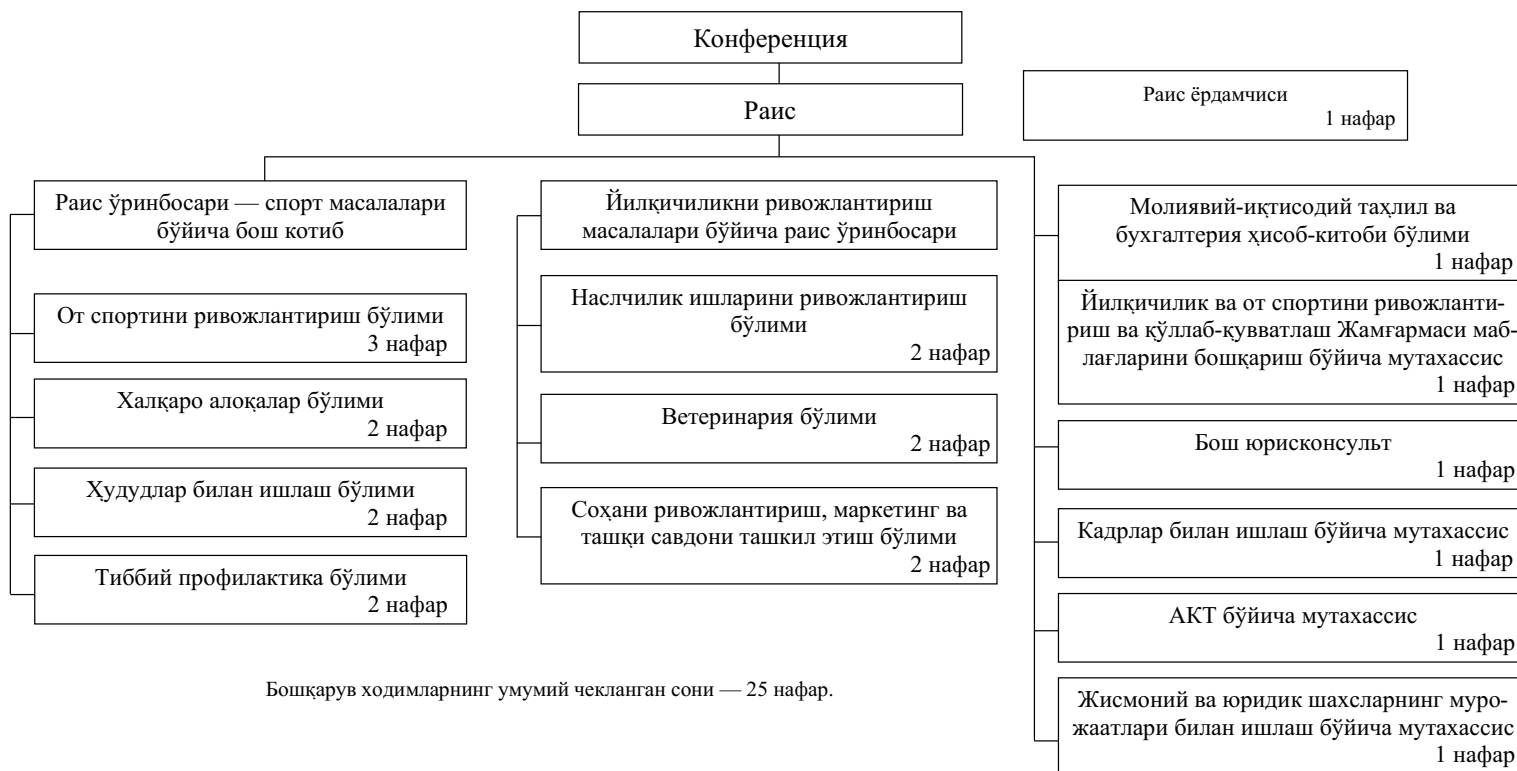 Конференция
Раис
Раис ёрдамчиси
1 нафар
Раис ўринбосари — спорт масалалари
бўйича бош котиб
От спортини ривожлантириш бўлими
3 нафар
Халқаро алоқалар бўлими
2 нафар
Ҳудудлар билан ишлаш бўлими
2 нафар
Тиббий профилактика бўлими
2 нафар
Йилқичиликни ривожлантириш
масалалари бўйича раис ўринбосари
Наслчилик ишларини ривожлантириш
бўлими
2 нафар
Ветеринария бўлими
2 нафар
Соҳани ривожлантириш, маркетинг ва
ташқи савдони ташкил этиш бўлими
2 нафар
Молиявий-иқтисодий таҳлил ва
бухгалтерия ҳисоб-китоби бўлими
1 нафар
Йилқичилик ва от спортини ривожланти-
риш ва қўллаб-қувватлаш Жамғармаси маб-
лағларини бошқариш бўйича мутахассис
1 нафар
Бош юрисконсульт
1 нафар
Кадрлар билан ишлаш бўйича мутахассис
1 нафар
АКТ бўйича мутахассис
1 нафар
Жисмоний ва юридик шахсларнинг муро-
жаатлари билан ишлаш бўйича мутахассис
1 нафар
Бошқарув ходимларнинг умумий чекланган сони — 25 нафар.